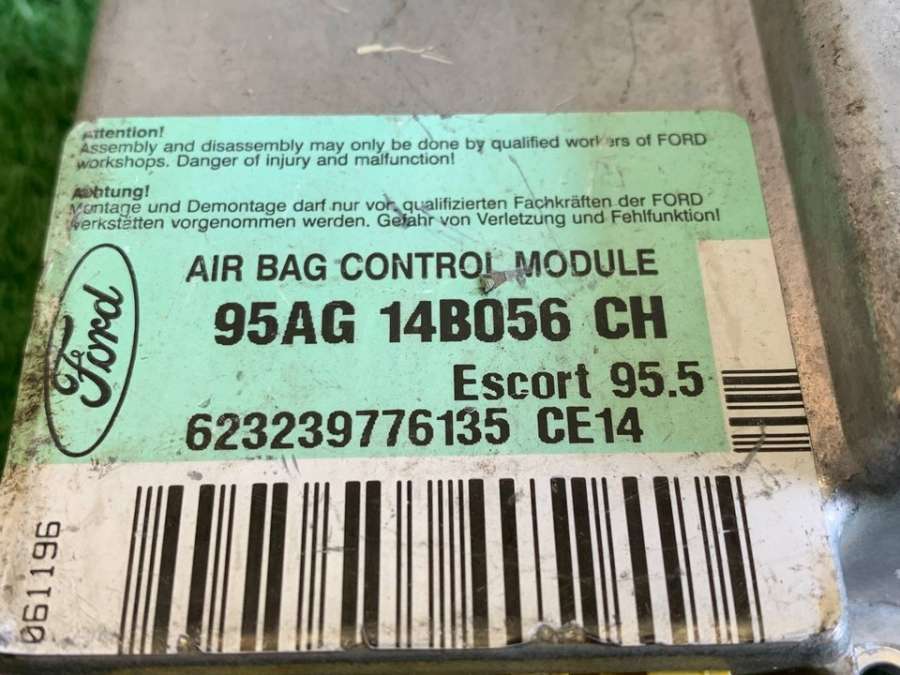 Attention!
Assembly and disassembly may only be done by qualified workers of FORD
workshops. Danger of injury and malfunction!
Achtung!
Montage und Demontage darf nur von qualifizierten Fachkräften der FORD
Werkstätten vorgenommen werden. Gefahr von Verletzung und Fehlfunktion!
Ford
AIR BAG CONTROL MODULE
95AG 14B056 CH
Escort 95.5
623239776135 CE14
061196